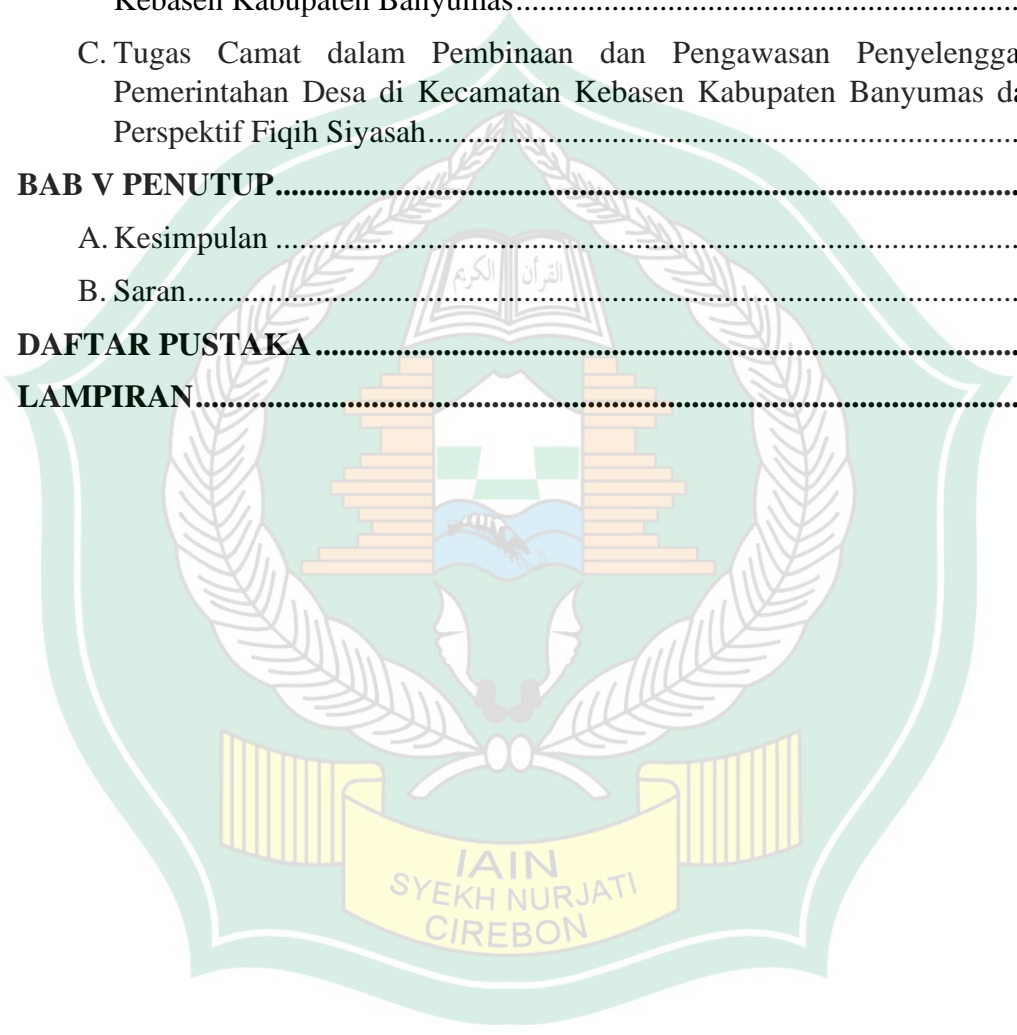 Kebasen Kabupaten Banyumas....................................................................
C. Tugas Camat dalam Pembinaan dan Pengawasan Penyelengga
Pemerintahan Desa di Kecamatan Kebasen Kabupaten Banyumas da
Perspektif Fiqih Siyasah................................................................................
BAB V PENUTUP................................................................................................
A. Kesimpulan ................................................................................................
B. Saran............................................................................................................
DAFTAR PUSTAKA ...........................................................................................
LAMPIRAN..........................................................................................................
القرآن الكريم
IAIN
SYEKH NURJATI
CIREBON